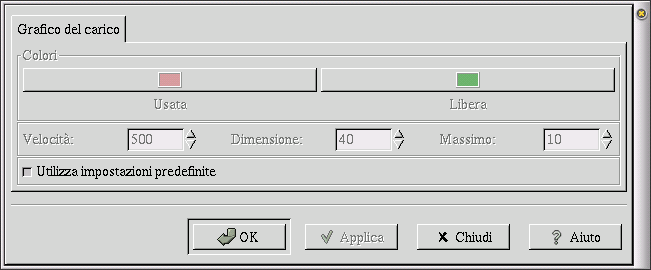 Grafico del carico
Colori
Usata Libera
Velocità: 500 Dimensione: 40 Massimo: 10
Utilizza impostazioni predefinite
OK Applica Chiudi Aiuto